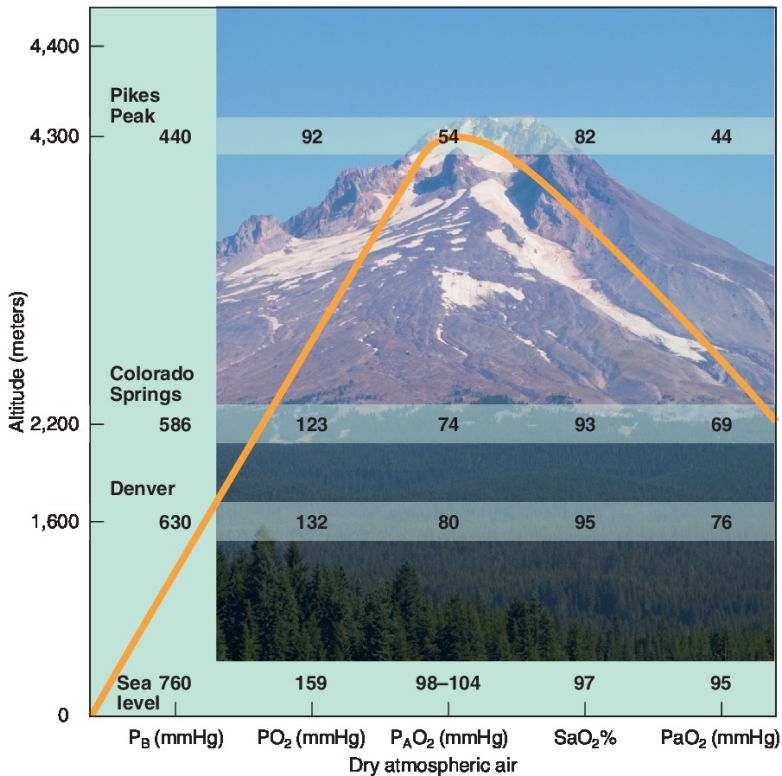 4,400
Pikes
Peak
4,300 440 92 54 82 44
Altitude (meters)
Colorado
Springs
2,200 586 123 74 93 69
Denver
1,600 630 132 80 95 76
Sea 760 159 98–104 97 95
level
0
P_B (mmHg) PO₂ (mmHg) P_AO₂ (mmHg) SaO₂% PaO₂ (mmHg)
Dry atmospheric air